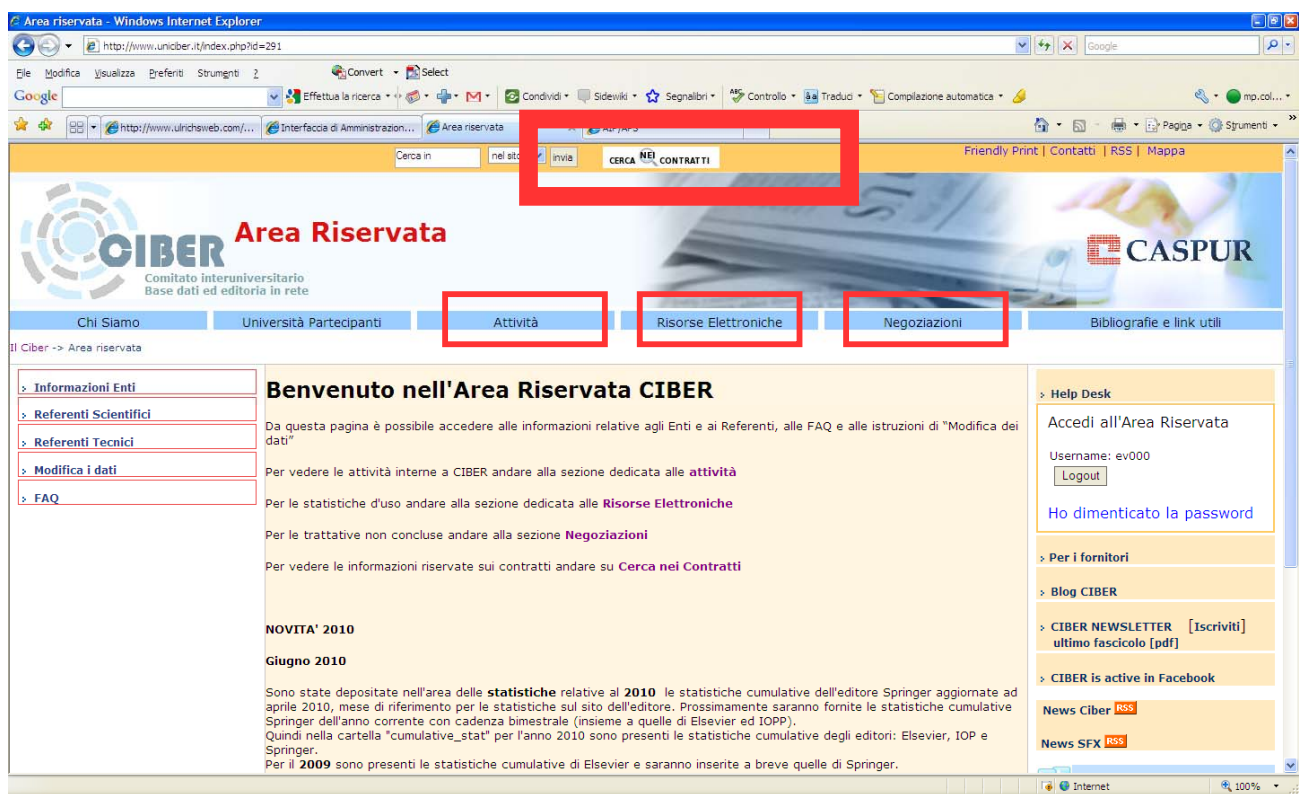 Area riservata - Windows Internet Explorer
http://www.uniciber.it/index.php?id=291
Google
File Modifica Visualizza Preferiti Strumenti ?
Convert Select
Google Effettua la ricerca Condividi Sidewiki Segnalibri Controllo Traduci Compilazione automatica mp.col...
http://www.ulrichsweb.com/... Interfaccia di Amministrazion... Area riservata Pagina Strumenti
Cerca in nel sito invia CERCA NEI CONTRATTI Friendly Print | Contatti | RSS | Mappa
CIBER
Comitato interuniversitario
Base dati ed editoria in rete
Area Riservata
CASPUR
Chi Siamo Università Partecipanti Attività Risorse Elettroniche Negoziazioni Bibliografie e link utili
Il Ciber -> Area riservata
> Informazioni Enti
> Referenti Scientifici
> Referenti Tecnici
> Modifica i dati
> FAQ
Benvenuto nell'Area Riservata CIBER
Da questa pagina è possibile accedere alle informazioni relative agli Enti e ai Referenti, alle FAQ e alle istruzioni di "Modifica dei
dati"
Per vedere le attività interne a CIBER andare alla sezione dedicata alle attività
Per le statistiche d'uso andare alla sezione dedicata alle Risorse Elettroniche
Per le trattative non concluse andare alla sezione Negoziazioni
Per vedere le informazioni riservate sui contratti andare su Cerca nei Contratti
NOVITA' 2010
Giugno 2010
Sono state depositate nell'area delle statistiche relative al 2010 le statistiche cumulative dell'editore Springer aggiornate ad
aprile 2010, mese di riferimento per le statistiche sul sito dell'editore. Prossimamente saranno fornite le statistiche cumulative
Springer dell'anno corrente con cadenza bimestrale (insieme a quelle di Elsevier ed IOPP).
Quindi nella cartella "cumulative_stat" per l'anno 2010 sono presenti le statistiche cumulative degli editori: Elsevier, IOP e
Springer.
Per il 2009 sono presenti le statistiche cumulative di Elsevier e saranno inserite a breve quelle di Springer.
> Help Desk
Accedi all'Area Riservata
Username: ev000
Logout
Ho dimenticato la password
> Per i fornitori
> Blog CIBER
> CIBER NEWSLETTER [Iscriviti]
ultimo fascicolo [pdf]
> CIBER is active in Facebook
News Ciber RSS
News SFX RSS
Internet 100%